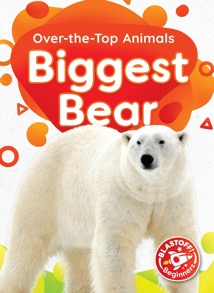 Over-the-Top Animals
Biggest
Bear
BLASTOFF!
Beginners